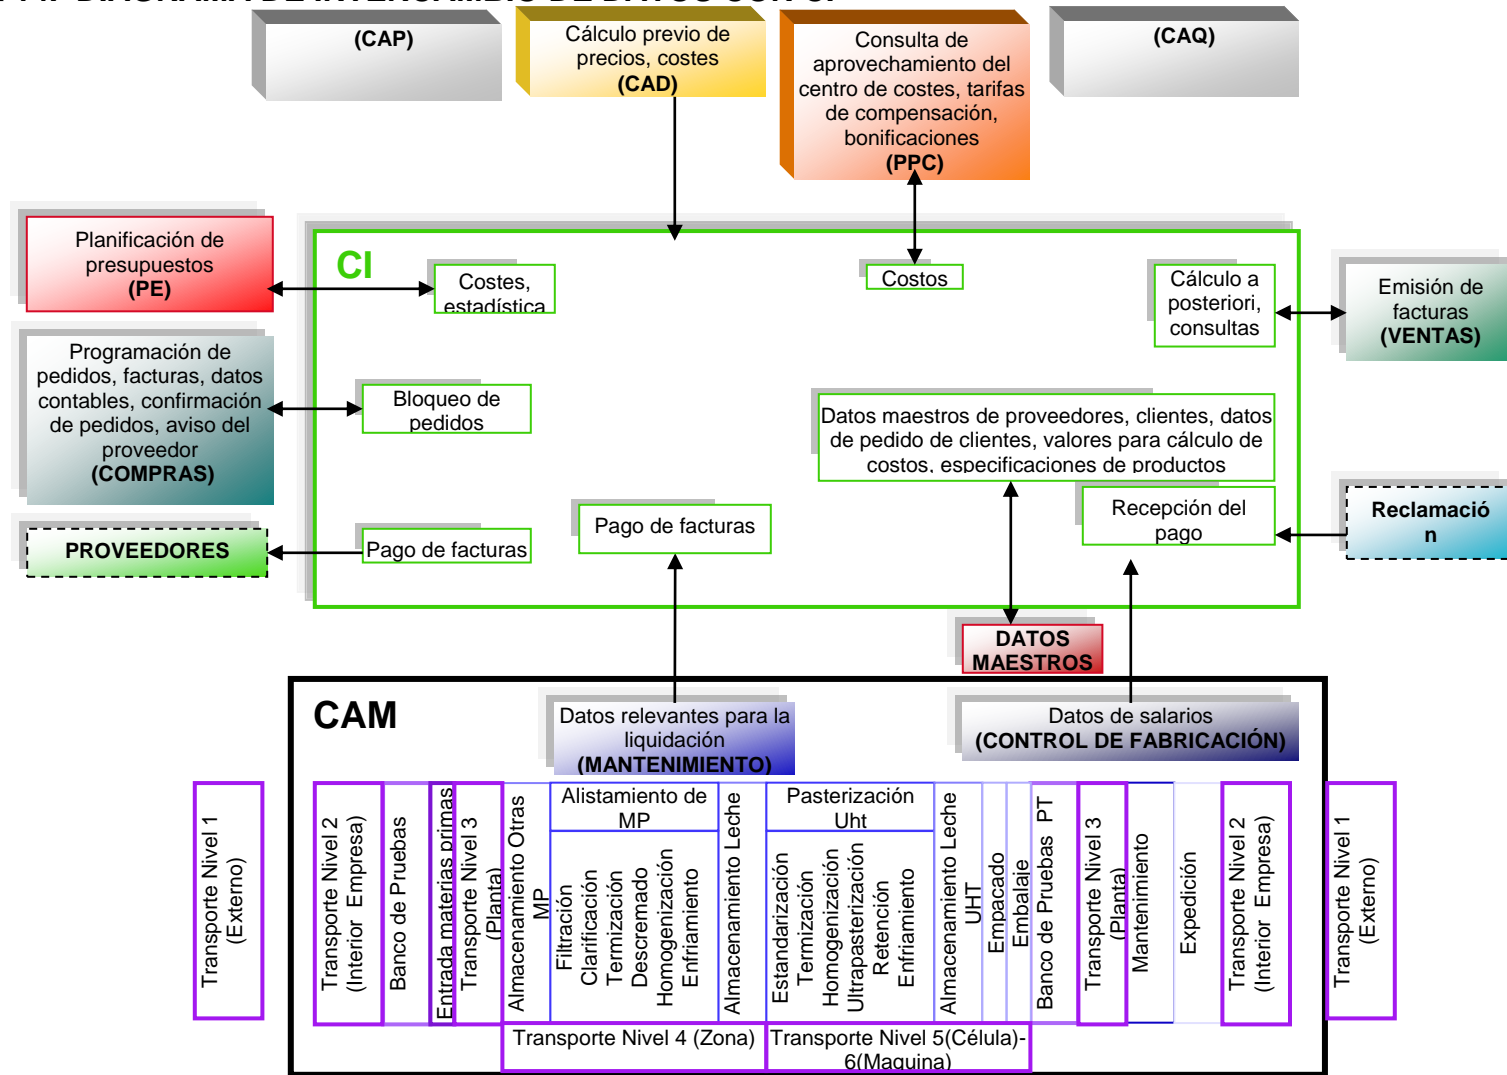 DIAGRAMA DE INTERCAMBIO DE DATOS CON CI
(CAP)
Cálculo previo de
precios, costes
(CAD)
Consulta de
aprovechamiento del
centro de costes, tarifas
de compensación,
bonificaciones
(PPC)
(CAQ)
Planificación de
presupuestos
(PE)
CI
Costes,
estadística
Costos
Cálculo a
posteriori,
consultas
Emisión de
facturas
(VENTAS)
Programación de
pedidos, facturas, datos
contables, confirmación
de pedidos, aviso del
proveedor
(COMPRAS)
Bloqueo de
pedidos
Datos maestros de proveedores, clientes, datos
de pedido de clientes, valores para cálculo de
costos, especificaciones de productos
PROVEEDORES
Pago de facturas
Pago de facturas
Recepción del
pago
Reclamació
n
DATOS
MAESTROS
CAM
Datos relevantes para la
liquidación
(MANTENIMIENTO)
Datos de salarios
(CONTROL DE FABRICACIÓN)
Transporte Nivel 1
(Externo)
Transporte Nivel 2
(Interior Empresa)
Banco de Pruebas
Entrada materias primas
Transporte Nivel 3
(Planta)
Almacenamiento Otras
MP
Alistamiento de
MP
Filtración
Clarificación
Termización
Descremado
Homogenización
Enfriamiento
Almacenamiento Leche
Pasterización
Uht
Estandarización
Termización
Homogenización
Ultrapasterización
Retención
Enfriamiento
Almacenamiento Leche
UHT
Empacado
Embalaje
Banco de Pruebas PT
Transporte Nivel 3
(Planta)
Mantenimiento
Expedición
Transporte Nivel 2
(Interior Empresa)
Transporte Nivel 1
(Externo)
Transporte Nivel 4 (Zona)
Transporte Nivel 5(Célula)-
6(Maquina)